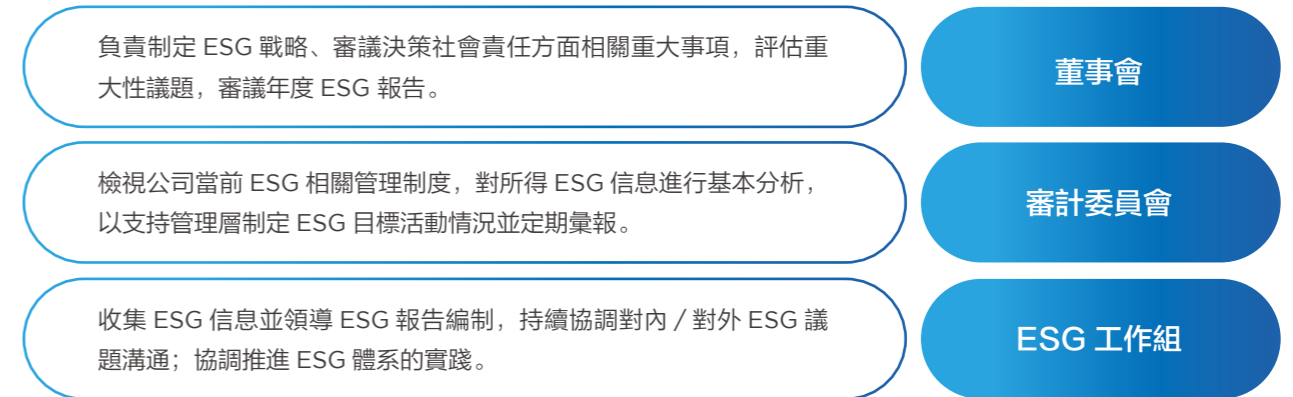 負責制定 ESG 戰略、審議決策社會責任方面相關重大事項，評估重
大性議題，審議年度 ESG 報告。
董事會
檢視公司當前 ESG 相關管理制度，對所得 ESG 信息進行基本分析，
以支持管理層制定 ESG 目標活動情況並定期彙報。
審計委員會
收集 ESG 信息並領導 ESG 報告編制，持續協調對內 / 對外 ESG 議
題溝通；協調推進 ESG 體系的實踐。
ESG 工作組